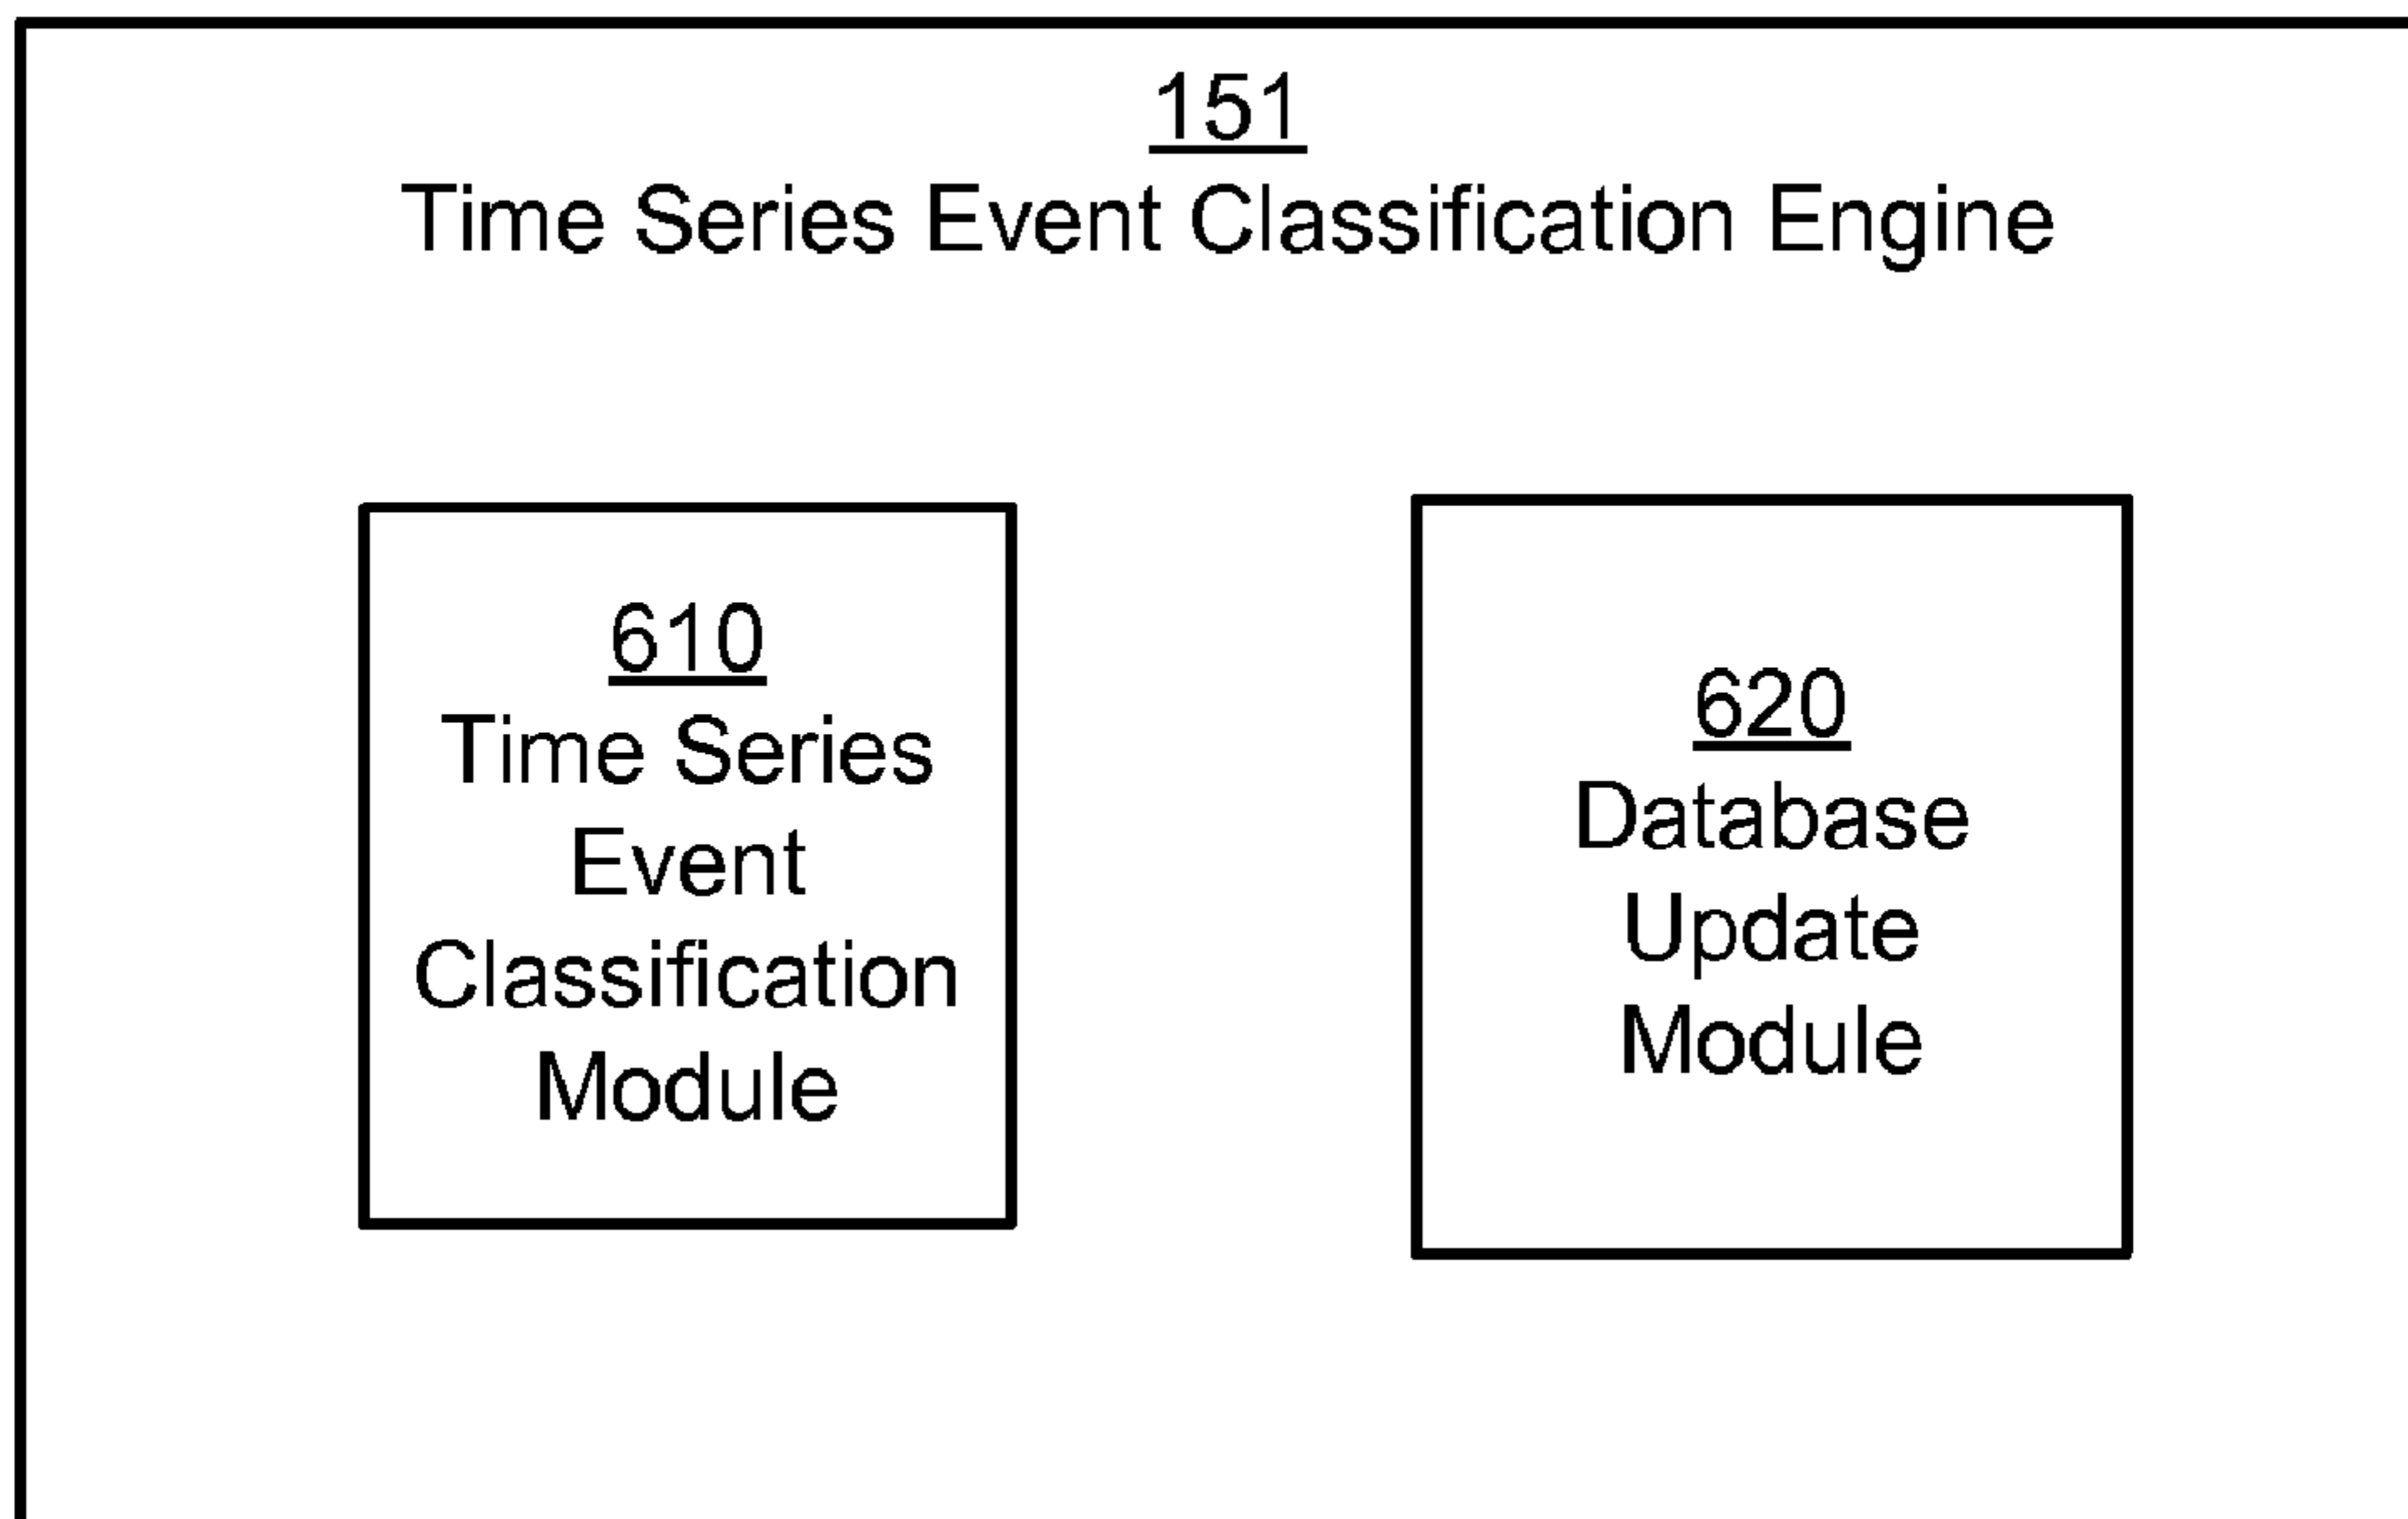 151
Time Series Event Classification Engine
610
Time Series
Event
Classification
Module
620
Database
Update
Module